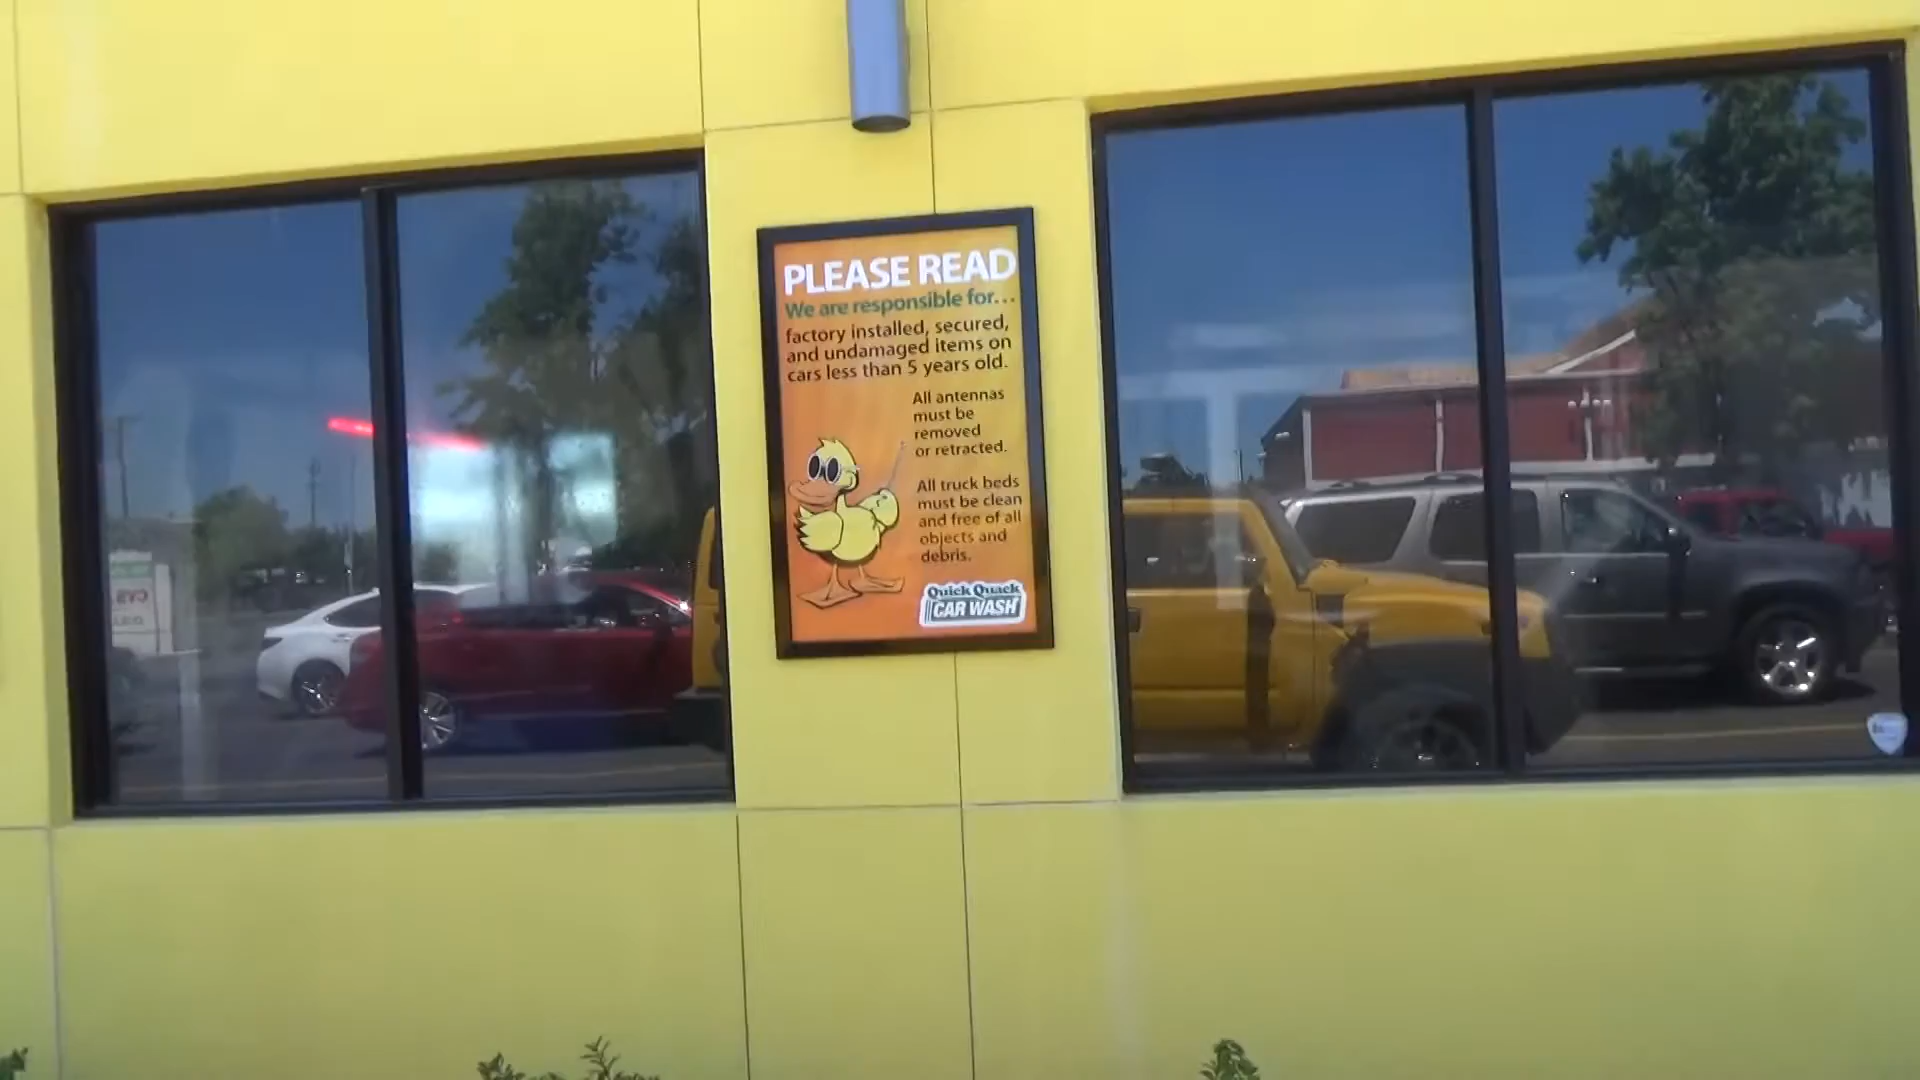 PLEASE READ
We are responsible for...
factory installed, secured,
and undamaged items on
cars less than 5 years old.
All antennas
must be
removed
or retracted.
All truck beds
must be clean
and free of all
objects and
debris.
Quick Quack
CAR WASH